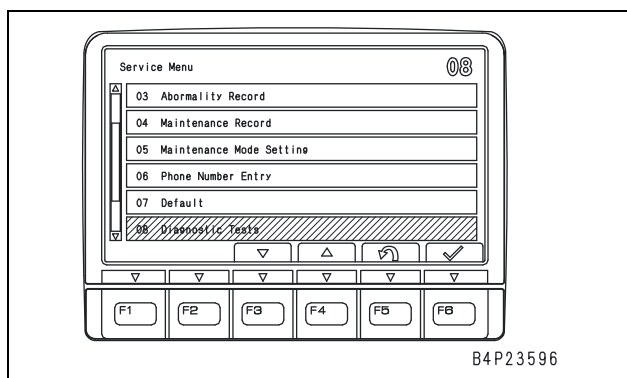 Service Menu 08
03 Abormality Record
04 Maintenance Record
05 Maintenance Mode Setting
06 Phone Number Entry
07 Default
08 Diagnostic Tests
F1 F2 F3 F4 F5 F6
B4P23596